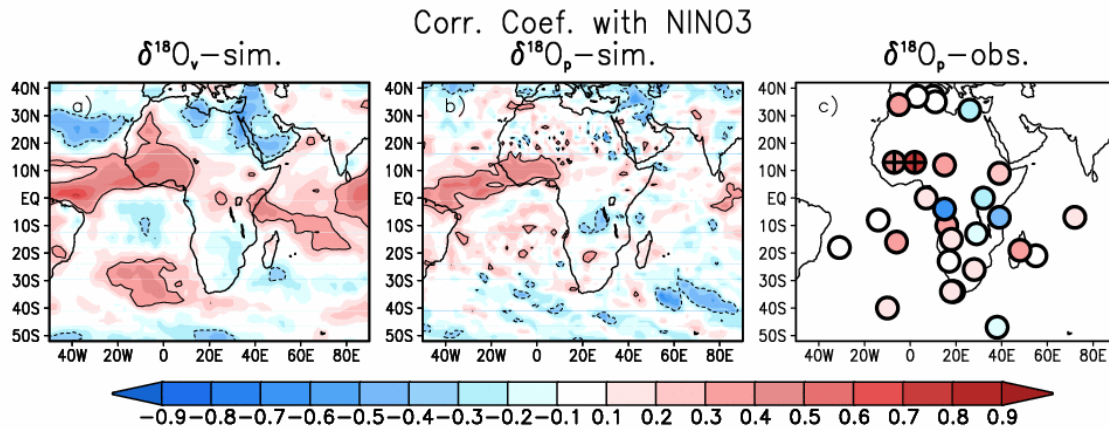 Corr. Coef. with NINO3
δ¹⁸Oᵥ−sim.
δ¹⁸Oₚ−sim.
δ¹⁸Oₚ−obs.
a)
b)
c)
40N
30N
20N
10N
EQ
10S
20S
30S
40S
50S
40W 20W 0 20E 40E 60E 80E
40N
30N
20N
10N
EQ
10S
20S
30S
40S
50S
40W 20W 0 20E 40E 60E 80E
40N
30N
20N
10N
EQ
10S
20S
30S
40S
50S
40W 20W 0 20E 40E 60E 80E
−0.9 −0.8 −0.7 −0.6 −0.5 −0.4 −0.3 −0.2 −0.1 0.1 0.2 0.3 0.4 0.5 0.6 0.7 0.8 0.9